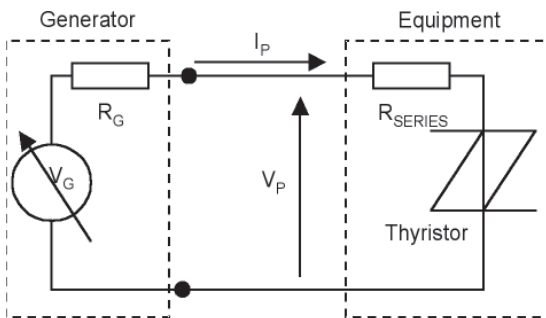 Generator
Equipment
I_P
R_G
R_SERIES
V_G
V_P
Thyristor